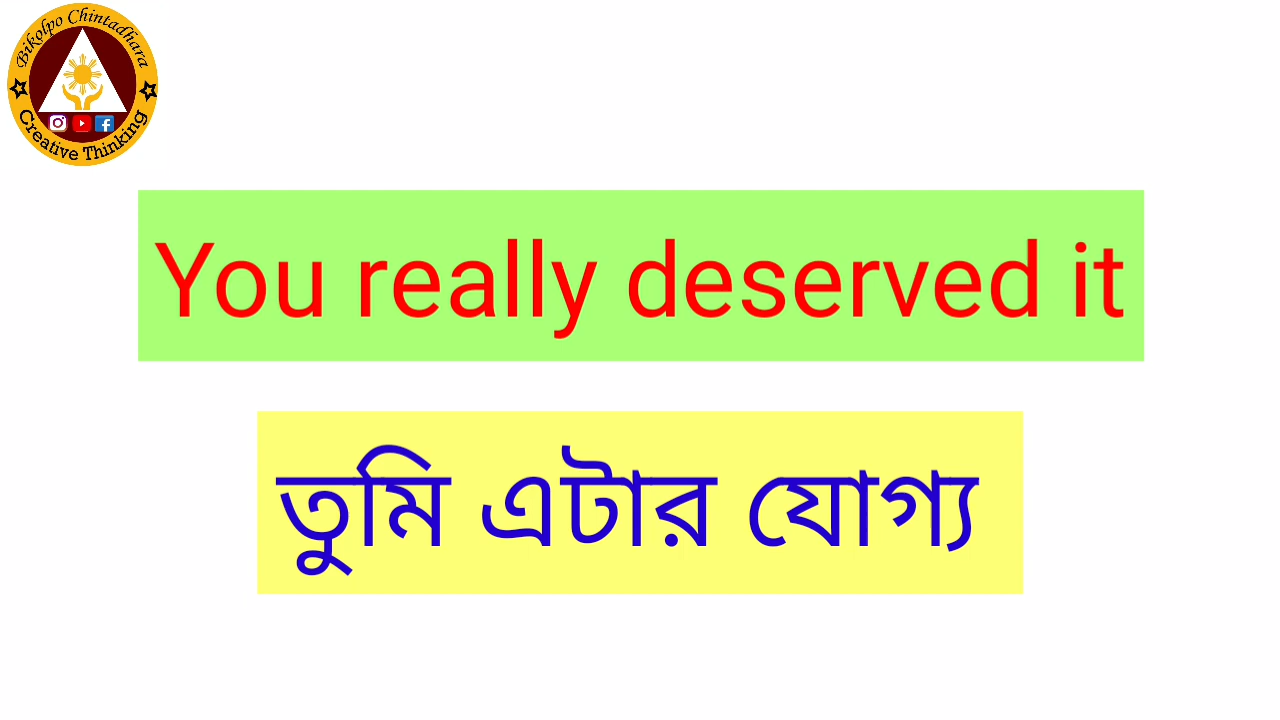 Bikolpo Chintadhara
Creative Thinking
You really deserved it
তুমি এটার যোগ্য